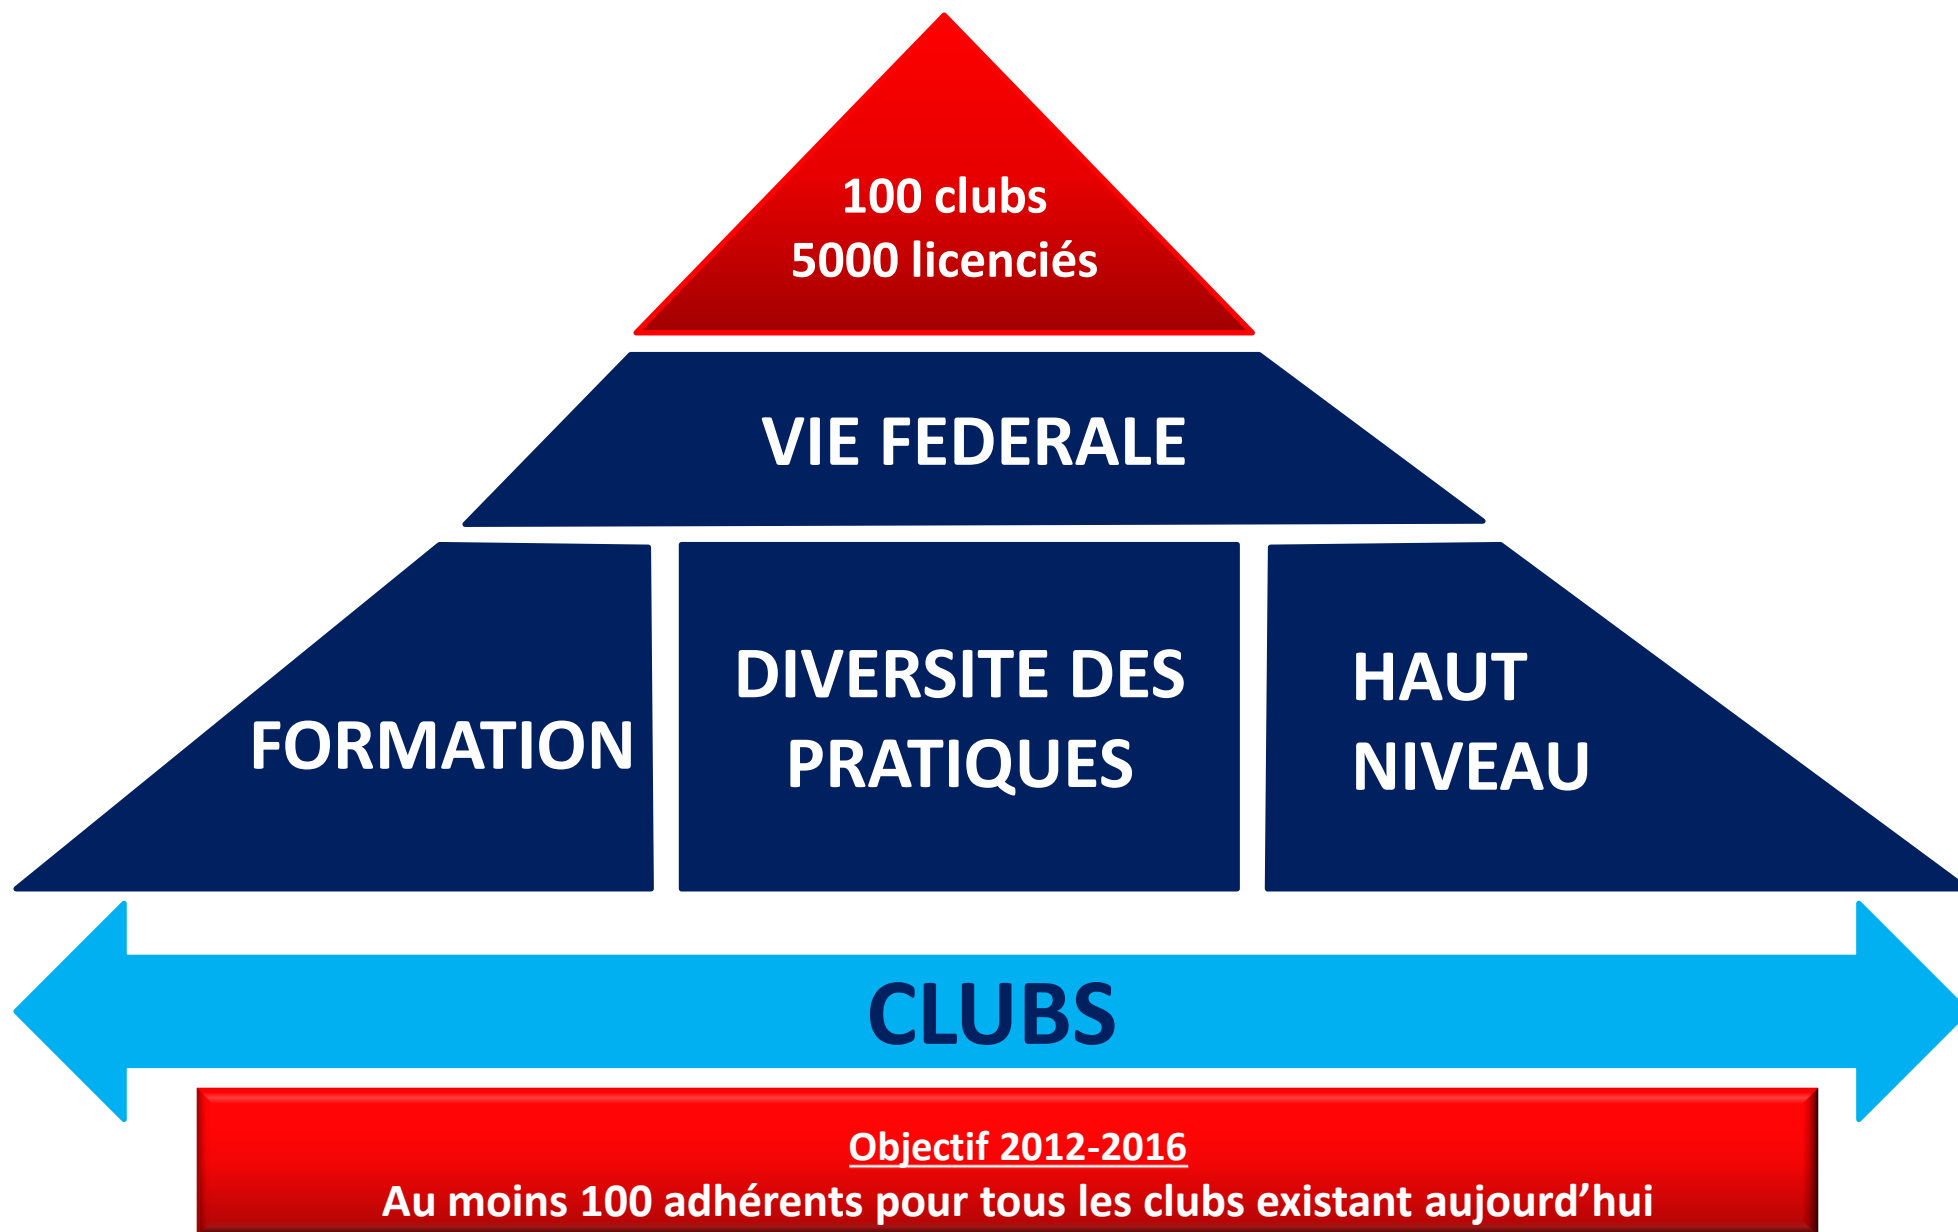 100 clubs
5000 licenciés
VIE FEDERALE
FORMATION
DIVERSITE DES
PRATIQUES
HAUT
NIVEAU
CLUBS
Objectif 2012-2016
Au moins 100 adhérents pour tous les clubs existant aujourd’hui